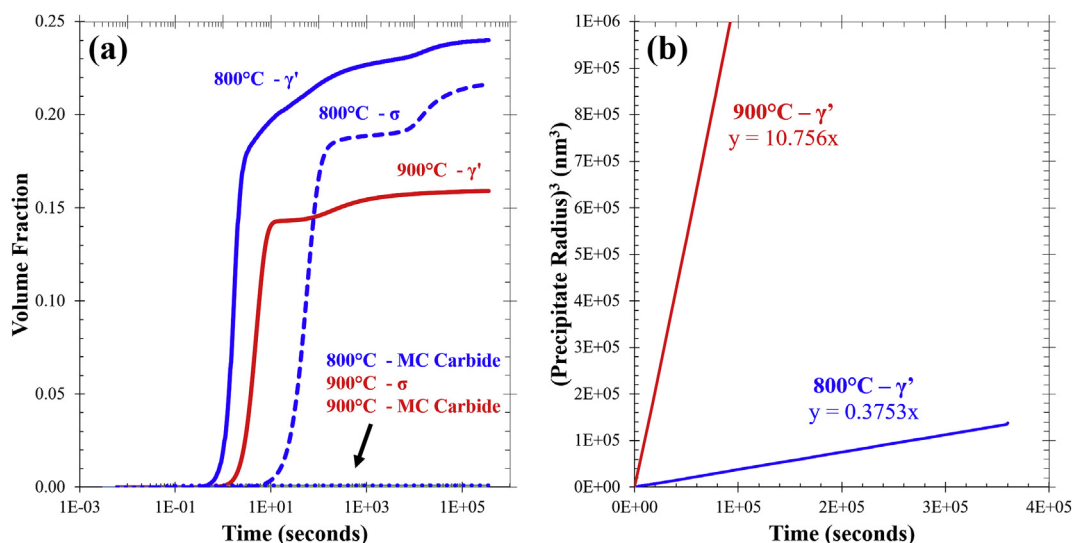 (a)
0.25
0.20
0.15
0.10
0.05
0.00
Volume Fraction
800°C - γ'
800°C - σ
900°C - γ'
800°C - MC Carbide
900°C - σ
900°C - MC Carbide
1E-03 1E-01 1E+01 1E+03 1E+05
Time (seconds)
(b)
1E+06
9E+05
8E+05
7E+05
6E+05
5E+05
4E+05
3E+05
2E+05
1E+05
0E+00
(Precipitate Radius)³ (nm³)
900°C – γ’
y = 10.756x
800°C – γ’
y = 0.3753x
0E+00 1E+05 2E+05 3E+05 4E+05
Time (seconds)